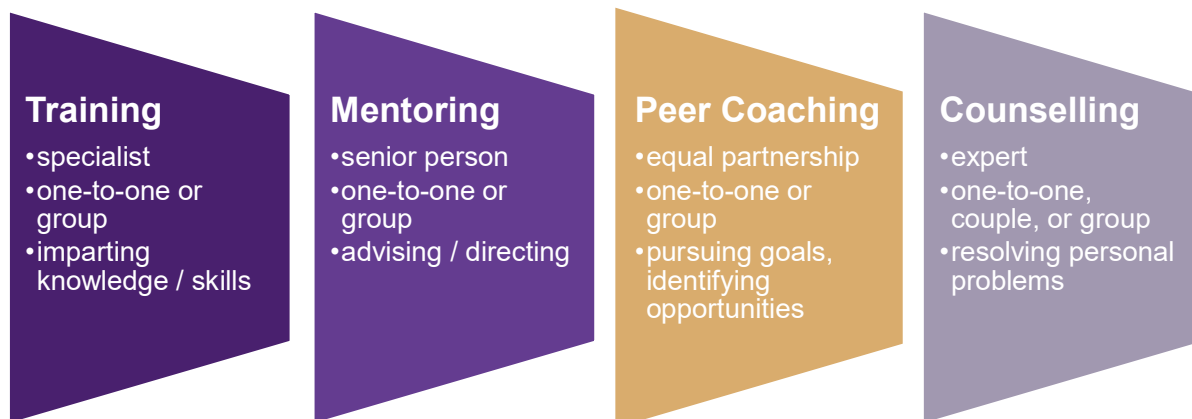 Training
•specialist
•one-to-one or
group
•imparting
knowledge / skills
Mentoring
•senior person
•one-to-one or
group
•advising / directing
Peer Coaching
•equal partnership
•one-to-one or
group
•pursuing goals,
identifying
opportunities
Counselling
•expert
•one-to-one,
couple, or group
•resolving personal
problems